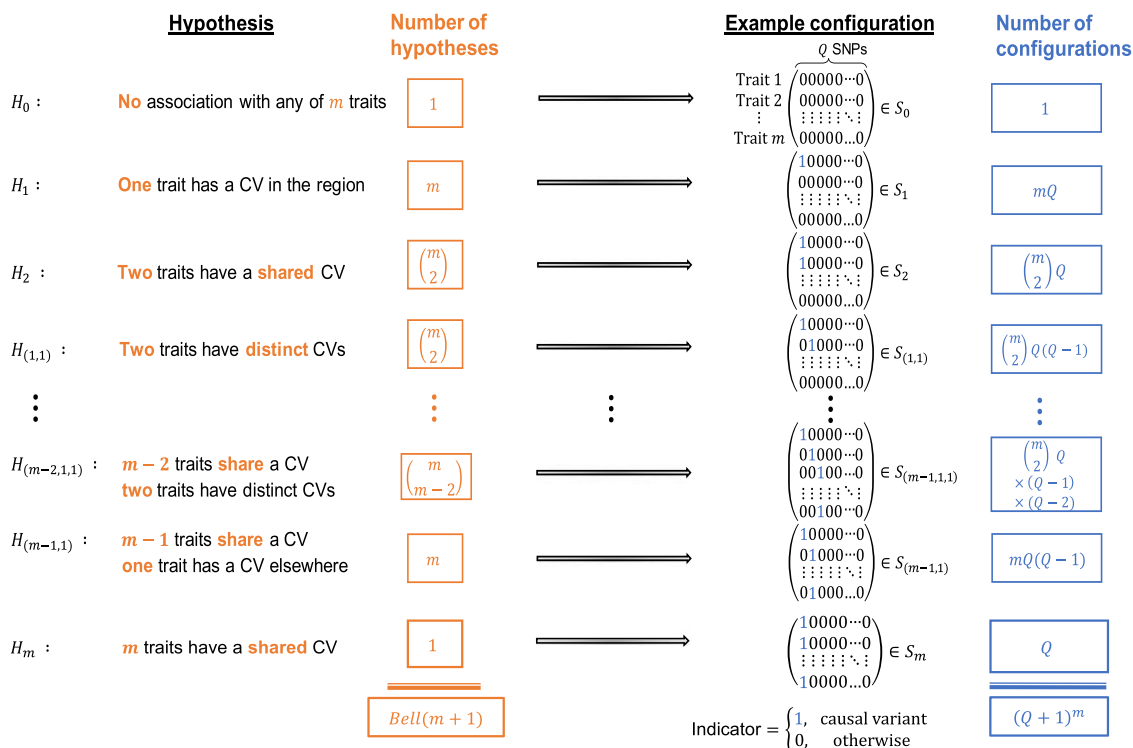 Hypothesis
Number of hypotheses
Example configuration
Number of configurations
Q SNPs
H₀ : No association with any of m traits
1
Trait 1 00000⋯0
Trait 2 00000⋯0
⋮ ⋮⋮⋮⋮⋮⋱⋮
Trait m 00000…0
∈ S₀
1
H₁ : One trait has a CV in the region
m
10000⋯0
00000⋯0
⋮⋮⋮⋮⋮⋱⋮
00000…0
∈ S₁
mQ
H₂ : Two traits have a shared CV
(m 2)
10000⋯0
10000⋯0
⋮⋮⋮⋮⋮⋱⋮
00000…0
∈ S₂
(m 2) Q
H₍₁,₁₎ : Two traits have distinct CVs
(m 2)
10000⋯0
01000⋯0
⋮⋮⋮⋮⋮⋱⋮
00000…0
∈ S₍₁,₁₎
(m 2) Q(Q − 1)
⋮ ⋮ ⋮ ⋮ ⋮
H₍m−2,1,1₎ : m − 2 traits share a CV
two traits have distinct CVs
(m m−2)
10000⋯0
01000⋯0
00100⋯0
⋮⋮⋮⋮⋮⋱⋮
00100⋯0
∈ S₍m−1,1,1₎
(m 2) Q
× (Q − 1)
× (Q − 2)
H₍m−1,1₎ : m − 1 traits share a CV
one trait has a CV elsewhere
m
10000⋯0
01000⋯0
⋮⋮⋮⋮⋮⋱⋮
01000…0
∈ S₍m−1,1₎
mQ(Q − 1)
Hₘ : m traits have a shared CV
1
10000⋯0
10000⋯0
⋮⋮⋮⋮⋮⋱⋮
10000…0
∈ Sₘ
Q
Bell(m + 1)
Indicator = { 1, causal variant
0, otherwise
(Q + 1)ᵐ